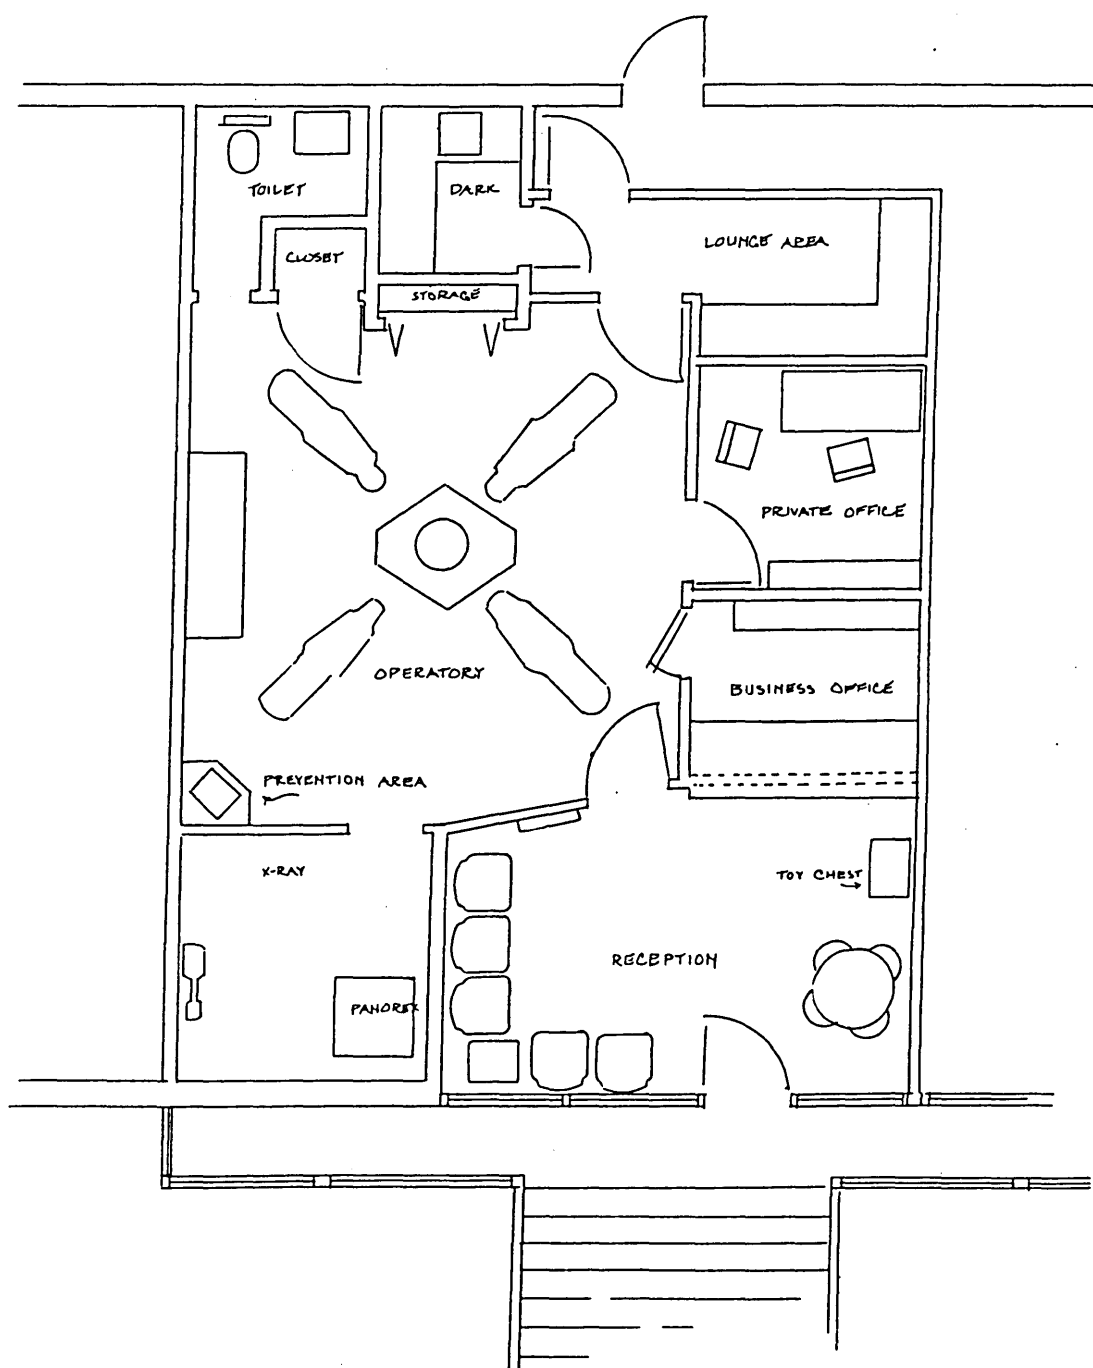 TOILET
DARK
LOUNGE AREA
CLOSET
STORAGE
PRIVATE OFFICE
OPERATORY
BUSINESS OFFICE
PREVENTION AREA
X-RAY
TOY CHEST
RECEPTION
PANOREX